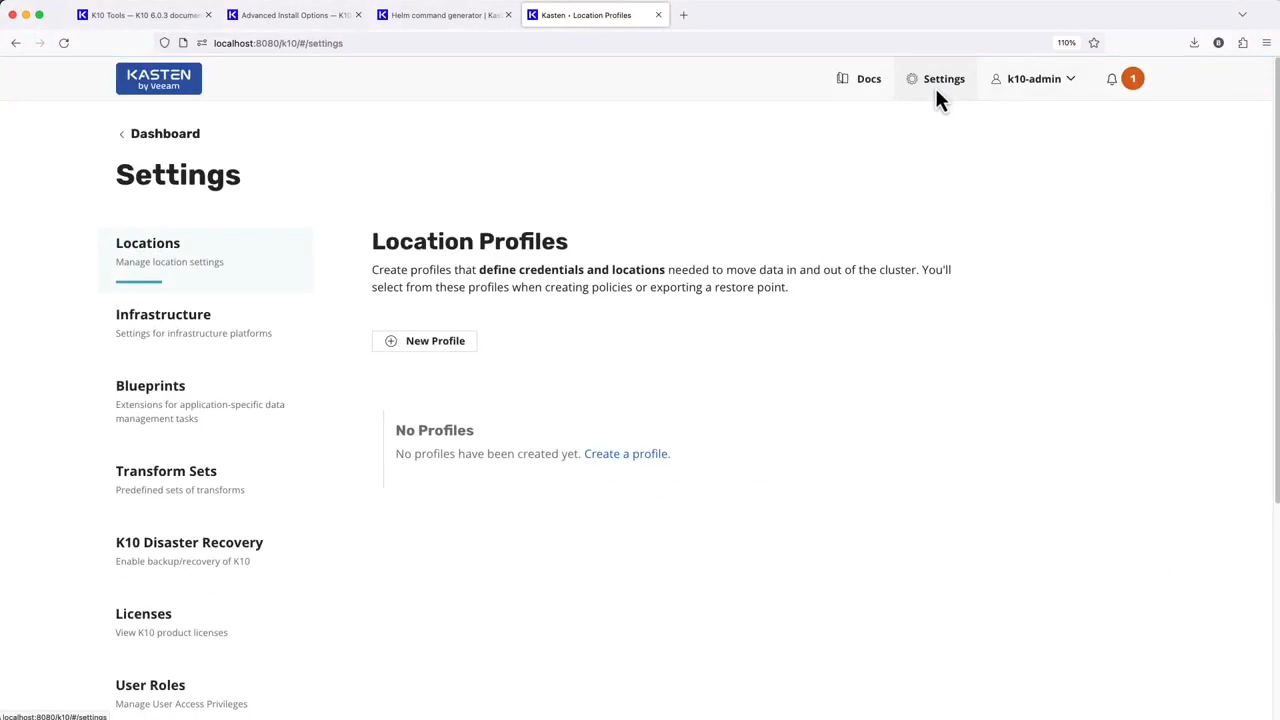 K10 Tools — K10 6.0.3 documen
Advanced Install Options — K10
Helm command generator | Kas
Kasten • Location Profiles
localhost:8080/k10/#/settings
110%
KASTEN
by Veeam
Docs
Settings
k10-admin
1
Dashboard
Settings
Locations
Manage location settings
Infrastructure
Settings for infrastructure platforms
Blueprints
Extensions for application-specific data
management tasks
Transform Sets
Predefined sets of transforms
K10 Disaster Recovery
Enable backup/recovery of K10
Licenses
View K10 product licenses
User Roles
Manage User Access Privileges
Location Profiles
Create profiles that define credentials and locations needed to move data in and out of the cluster. You'll
select from these profiles when creating policies or exporting a restore point.
New Profile
No Profiles
No profiles have been created yet. Create a profile.
localhost:8080/k10/#/settings